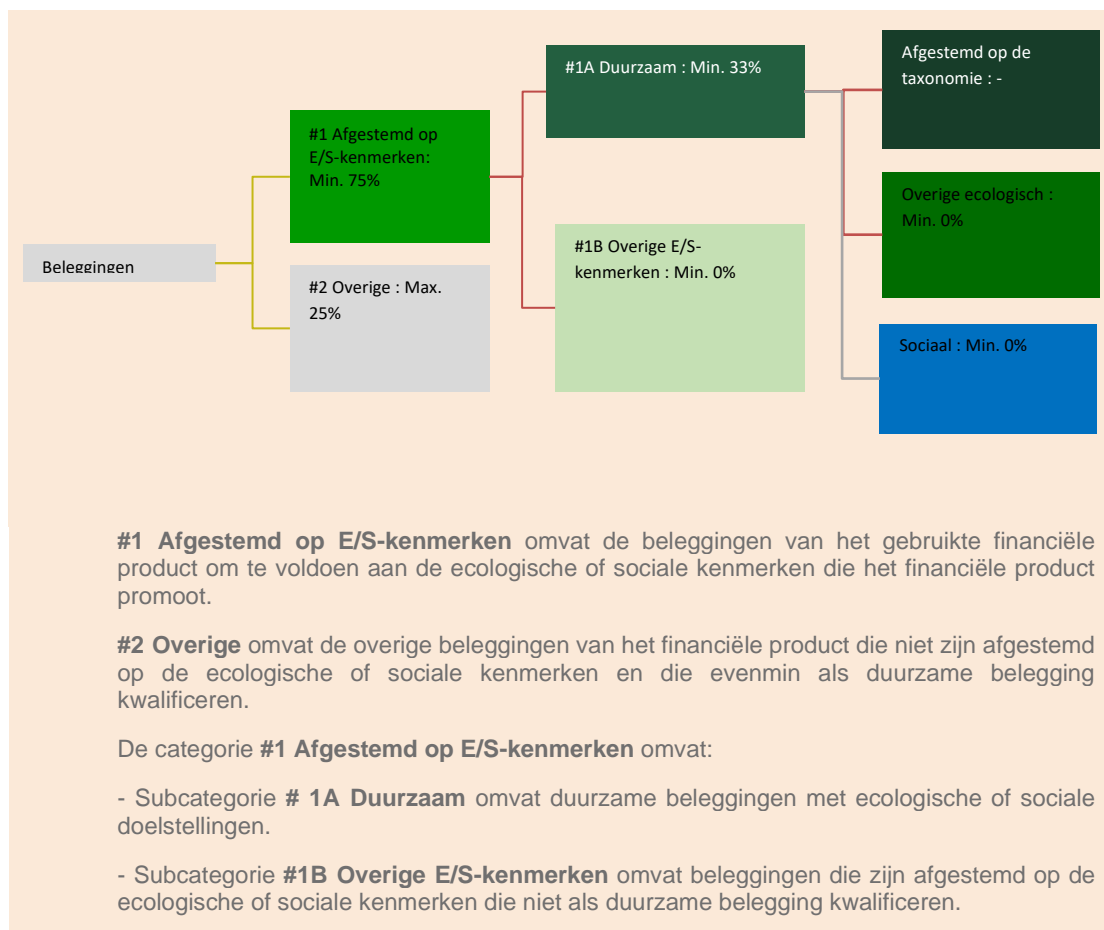 #1A Duurzaam : Min. 33%
Afgestemd op de
taxonomie : -
#1 Afgestemd op
E/S-kenmerken:
Min. 75%
Overige ecologisch :
Min. 0%
#1B Overige E/S-
kenmerken : Min. 0%
Beleggingen
#2 Overige : Max.
25%
Sociaal : Min. 0%
#1 Afgestemd op E/S-kenmerken omvat de beleggingen van het gebruikte financiële
product om te voldoen aan de ecologische of sociale kenmerken die het financiële product
promoot.
#2 Overige omvat de overige beleggingen van het financiële product die niet zijn afgestemd
op de ecologische of sociale kenmerken en die evenmin als duurzame belegging
kwalificeren.
De categorie #1 Afgestemd op E/S-kenmerken omvat:
- Subcategorie # 1A Duurzaam omvat duurzame beleggingen met ecologische of sociale
doelstellingen.
- Subcategorie #1B Overige E/S-kenmerken omvat beleggingen die zijn afgestemd op de
ecologische of sociale kenmerken die niet als duurzame belegging kwalificeren.